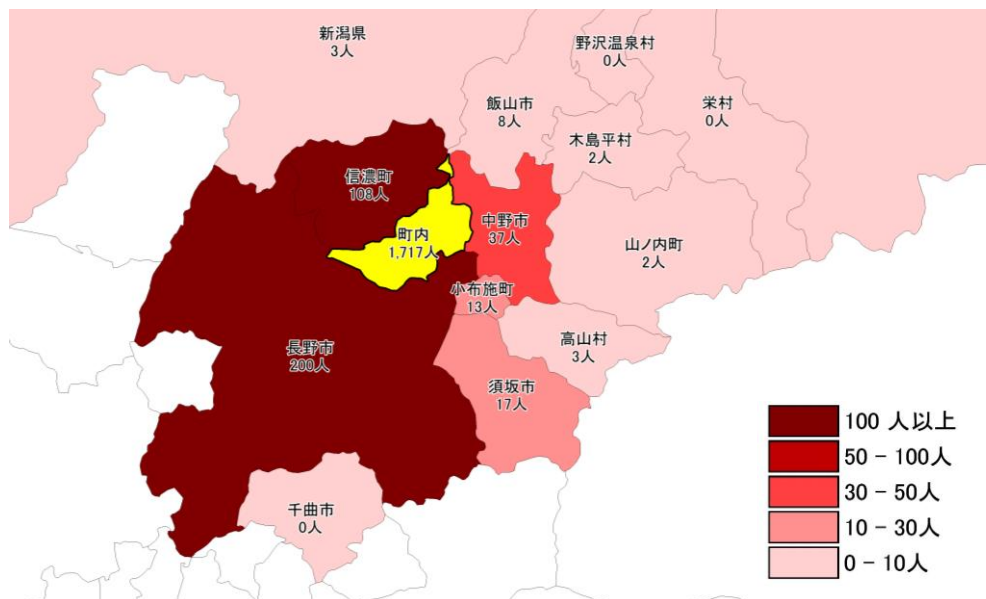 新潟県
3人
野沢温泉村
0人
飯山市
8人
栄村
0人
木島平村
2人
信濃町
108人
町内
1,717人
中野市
37人
山ノ内町
2人
小布施町
13人
高山村
3人
長野市
200人
須坂市
17人
千曲市
0人
100 人以上
50 - 100人
30 - 50人
10 - 30人
0 - 10人